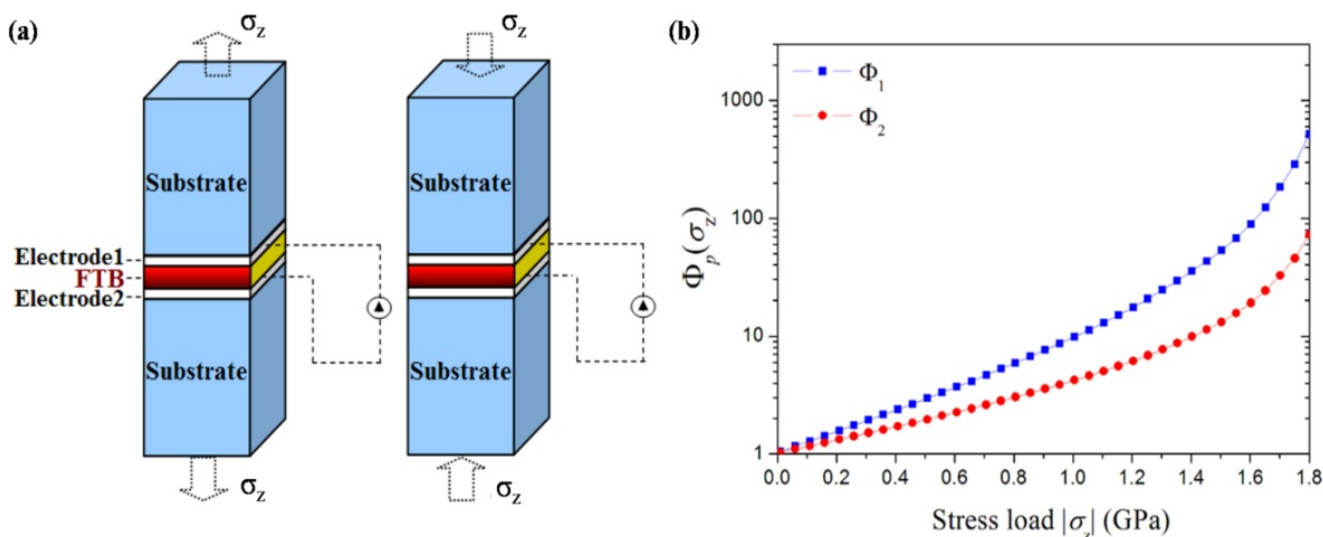 (a)
σz
σz
Substrate
Substrate
Electrode1
FTB
Electrode2
Substrate
Substrate
σz
σz
(b)
Φ1
Φ2
Φp(σz)
1000
100
10
1
0.0 0.2 0.4 0.6 0.8 1.0 1.2 1.4 1.6 1.8
Stress load |σz| (GPa)